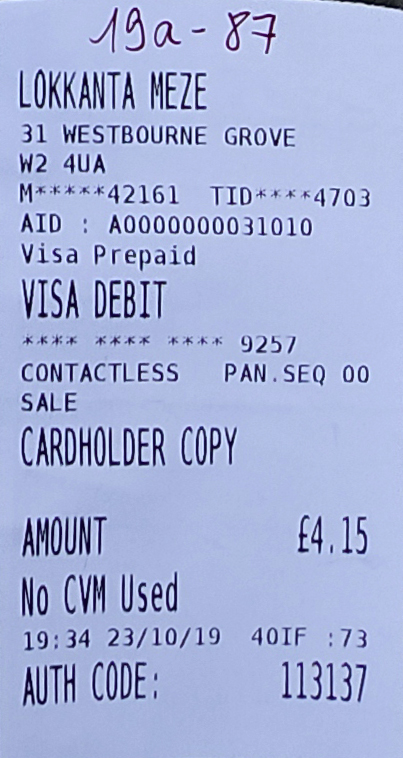 19a-87
LOKKANTA MEZE
31 WESTBOURNE GROVE
W2 4UA
M*****42161 TID****4703
AID : A0000000031010
Visa Prepaid
VISA DEBIT
**** **** **** 9257
CONTACTLESS PAN.SEQ 00
SALE
CARDHOLDER COPY
AMOUNT £4.15
No CVM Used
19:34 23/10/19 40IF :73
AUTH CODE: 113137